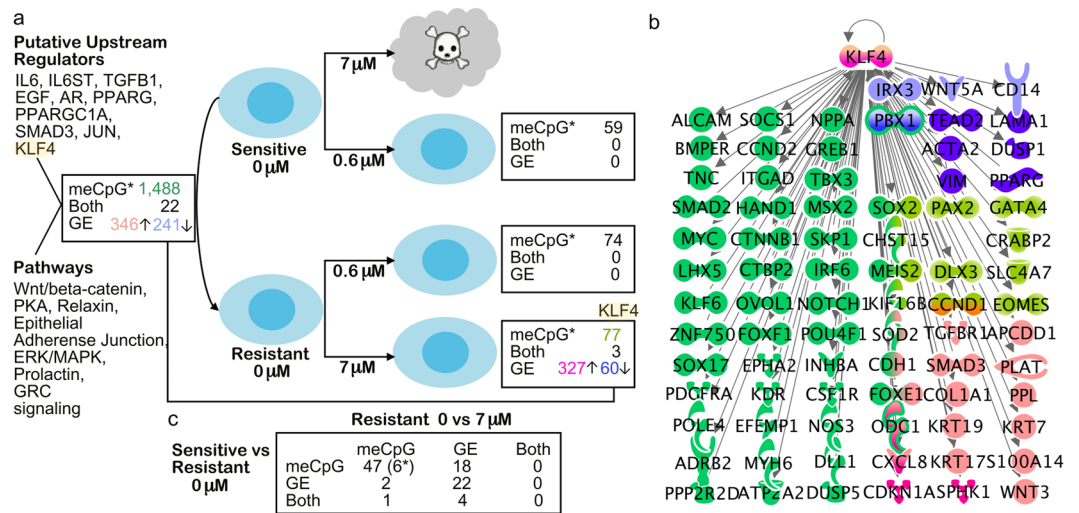 a
Putative Upstream
Regulators
IL6, IL6ST, TGFB1,
EGF, AR, PPARG,
PPARGC1A,
SMAD3, JUN,
KLF4
meCpG* 1,488
Both 22
GE 346↑241↓
Pathways
Wnt/beta-catenin,
PKA, Relaxin,
Epithelial
Adherense Junction,
ERK/MAPK,
Prolactin,
GRC
signaling
Sensitive
0 µM
7 µM
0.6 µM
meCpG* 59
Both 0
GE 0
Resistant
0 µM
0.6 µM
7 µM
meCpG* 74
Both 0
GE 0
KLF4
meCpG* 77
Both 3
GE 327↑60↓
c
Resistant 0 vs 7 µM
Sensitive vs
Resistant
0 µM
meCpG GE Both
meCpG 47 (6*) 18 0
GE 2 22 0
Both 1 4 0
b
KLF4
IRX3 WNT5A CD14
ALCAM SOCS1 NPPA PBX1 TEAD2 LAMA1
BMPER CCND2 GREB1 ACTA2 DUSP1
TNC ITGAD TBX3 VIM PPARG
SMAD2 HAND1 MSX2 SOX2 PAX2 GATA4
MYC CTNNB1 SKP1 CHST15 CRABP2
LHX5 CTBP2 IRF6 MEIS2 DLX3 SLC4A7
KLF6 OVOL1 NOTCH1 KIF16B CCND1 EOMES
ZNF750 FOXF1 POU4F1 SOD2 TGFBR1 APCDD1
SOX17 EPHA2 INHBA CDH1 SMAD3 PLAT
PDGFRA KDR CSF1R FOXE1 COL1A1 PPL
POLE4 EFEMP1 NOS3 ODC1 KRT19 KRT7
ADRB2 MYH6 DLL1 CXCL8 KRT17 S100A14
PPP2R2D ATP2A2 DUSP5 CDKN1A SPHK1 WNT3